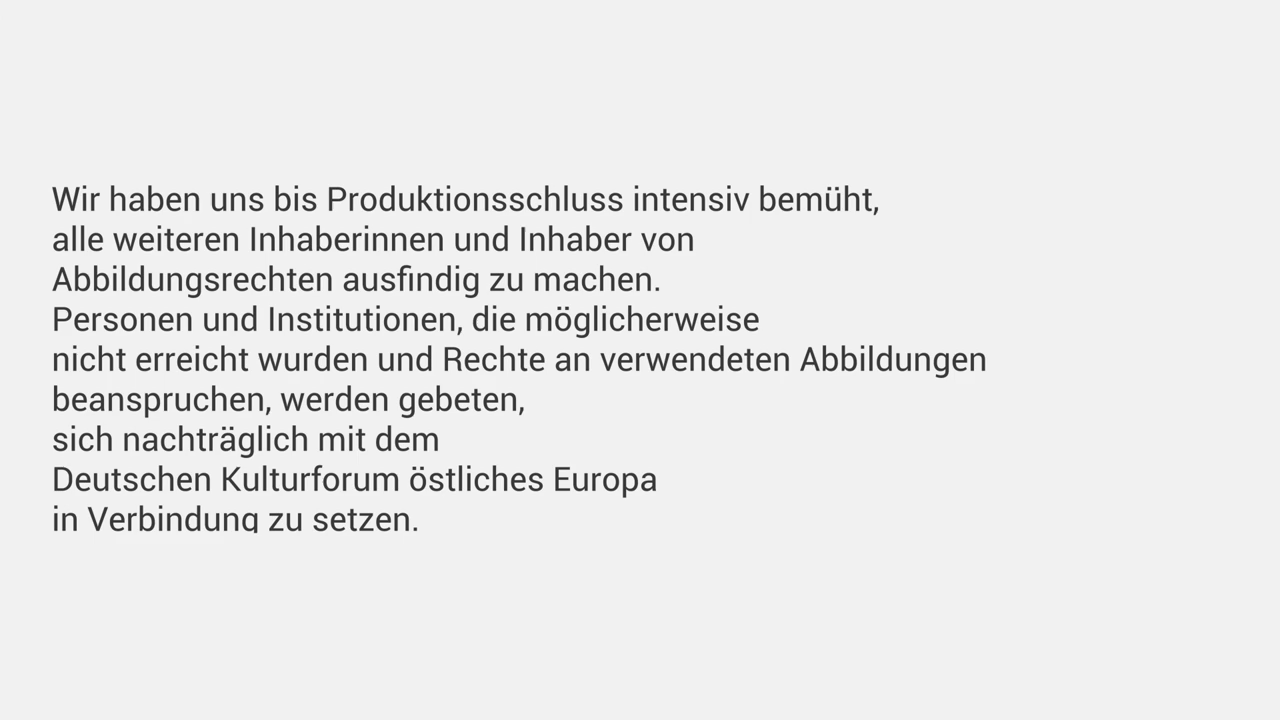 Wir haben uns bis Produktionsschluss intensiv bemüht,
alle weiteren Inhaberinnen und Inhaber von
Abbildungsrechten ausfindig zu machen.
Personen und Institutionen, die möglicherweise
nicht erreicht wurden und Rechte an verwendeten Abbildungen
beanspruchen, werden gebeten,
sich nachträglich mit dem
Deutschen Kulturforum östliches Europa
in Verbindung zu setzen.